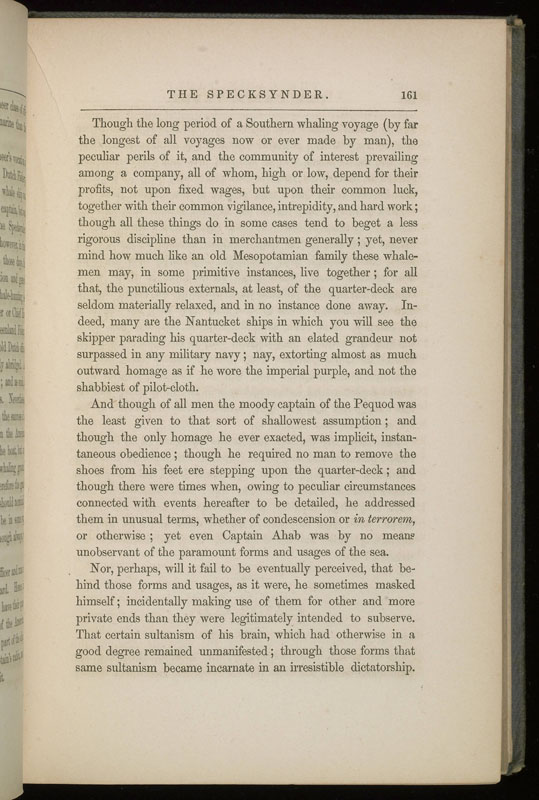 THE SPECKSYNDER. 161
Though the long period of a Southern whaling voyage (by far
the longest of all voyages now or ever made by man), the
peculiar perils of it, and the community of interest prevailing
among a company, all of whom, high or low, depend for their
profits, not upon fixed wages, but upon their common luck,
together with their common vigilance, intrepidity, and hard work;
though all these things do in some cases tend to beget a less
rigorous discipline than in merchantmen generally; yet, never
mind how much like an old Mesopotamian family these whale-
men may, in some primitive instances, live together; for all
that, the punctilious externals, at least, of the quarter-deck are
seldom materially relaxed, and in no instance done away. In-
deed, many are the Nantucket ships in which you will see the
skipper parading his quarter-deck with an elated grandeur not
surpassed in any military navy; nay, extorting almost as much
outward homage as if he wore the imperial purple, and not the
shabbiest of pilot-cloth.
And though of all men the moody captain of the Pequod was
the least given to that sort of shallowest assumption; and
though the only homage he ever exacted, was implicit, instan-
taneous obedience; though he required no man to remove the
shoes from his feet ere stepping upon the quarter-deck; and
though there were times when, owing to peculiar circumstances
connected with events hereafter to be detailed, he addressed
them in unusual terms, whether of condescension or in terrorem,
or otherwise; yet even Captain Ahab was by no means
unobservant of the paramount forms and usages of the sea.
Nor, perhaps, will it fail to be eventually perceived, that be-
hind those forms and usages, as it were, he sometimes masked
himself; incidentally making use of them for other and more
private ends than they were legitimately intended to subserve.
That certain sultanism of his brain, which had otherwise in a
good degree remained unmanifested; through those forms that
same sultanism became incarnate in an irresistible dictatorship.